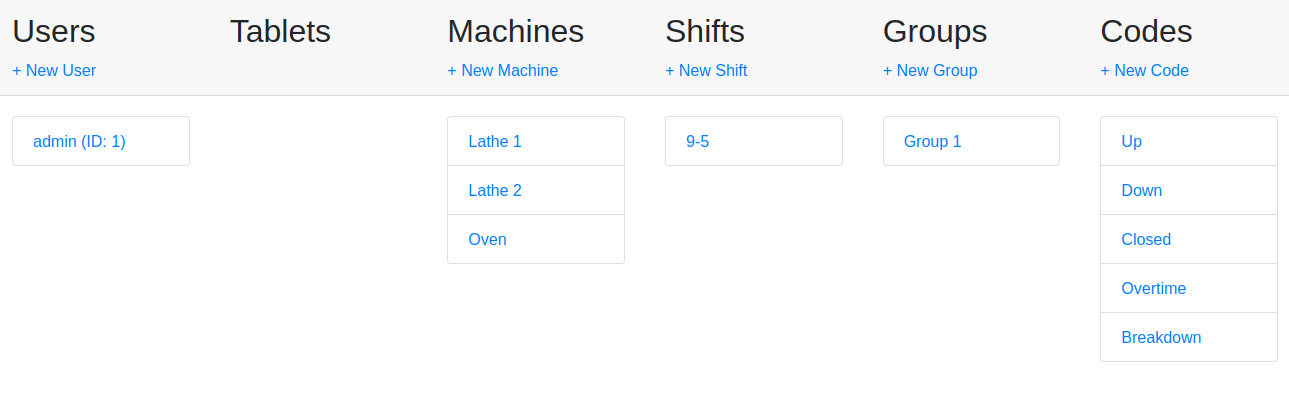 Users
+ New User
Tablets
Machines
+ New Machine
Shifts
+ New Shift
Groups
+ New Group
Codes
+ New Code
admin (ID: 1)
Lathe 1
Lathe 2
Oven
9-5
Group 1
Up
Down
Closed
Overtime
Breakdown